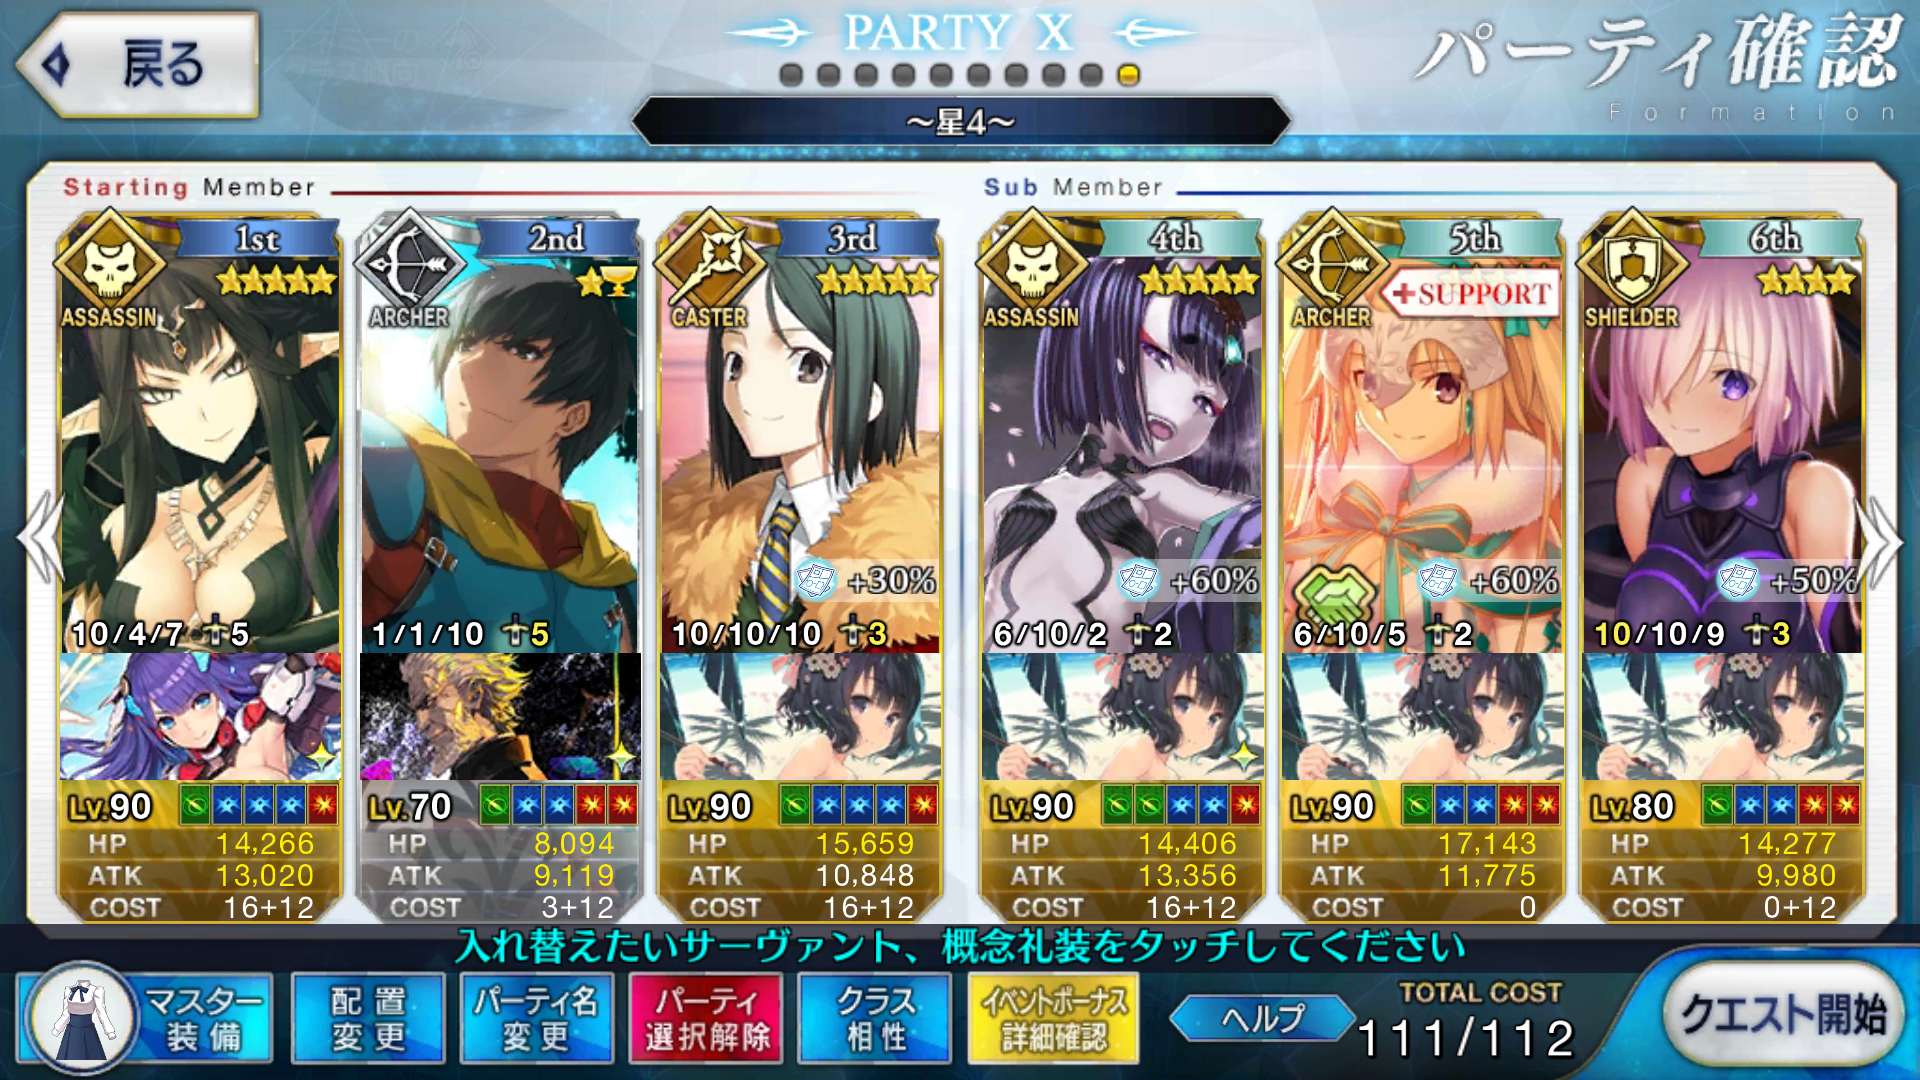 戻る
PARTY X
パーティ確認
Formation
～星4～
Starting Member
Sub Member
1st
2nd
3rd
4th
5th
6th
ASSASSIN
ARCHER
CASTER
ASSASSIN
ARCHER
+SUPPORT
SHIELDER
+30%
+60%
+60%
+50%
10/4/7 5
1/1/10 5
10/10/10 3
6/10/2 2
6/10/5 2
10/10/9 3
Lv.90
Lv.70
Lv.90
Lv.90
Lv.90
Lv.80
HP 14,266
HP 8,094
HP 15,659
HP 14,406
HP 17,143
HP 14,277
ATK 13,020
ATK 9,119
ATK 10,848
ATK 13,356
ATK 11,775
ATK 9,980
COST 16+12
COST 3+12
COST 16+12
COST 16+12
COST 0
COST 0+12
入れ替えたいサーヴァント、概念礼装をタッチしてください
マスター
装備
配置
変更
パーティ名
変更
パーティ
選択解除
クラス
相性
イベントボーナス
詳細確認
ヘルプ
TOTAL COST
111/112
クエスト開始